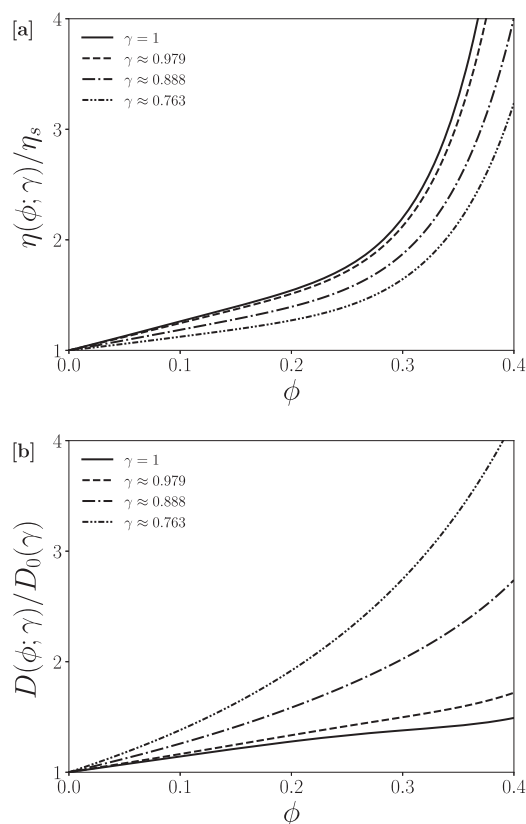 [a]
4
3
2
1
γ = 1
γ ≈ 0.979
γ ≈ 0.888
γ ≈ 0.763
η(ϕ; γ)/ηₛ
0.0 0.1 0.2 0.3 0.4
ϕ
[b]
4
3
2
1
γ = 1
γ ≈ 0.979
γ ≈ 0.888
γ ≈ 0.763
D(ϕ; γ)/D₀(γ)
0.0 0.1 0.2 0.3 0.4
ϕ